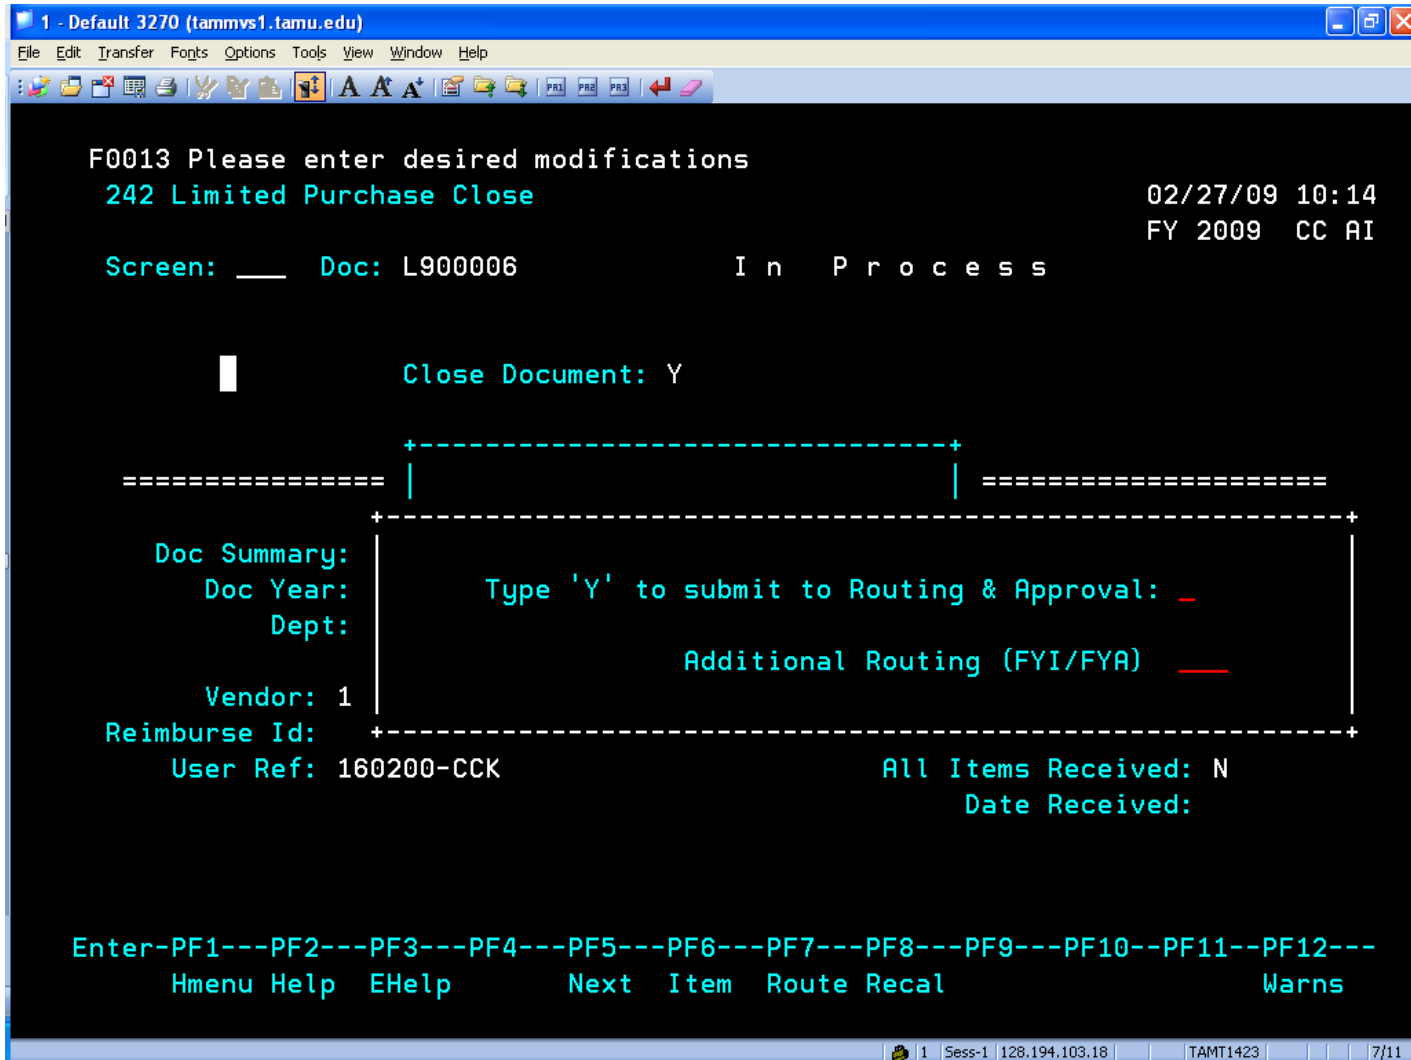 1 - Default 3270 (tammvs1.tamu.edu)
File Edit Transfer Fonts Options Tools View Window Help
A A A PA1 PA2 PA3
F0013 Please enter desired modifications
242 Limited Purchase Close 02/27/09 10:14
FY 2009 CC AI
Screen: ___ Doc: L900006 In Process
Close Document: Y
+--------------------------------+
================ | | =====================
+----------------------------------------------------------+
Doc Summary:
Doc Year: Type 'Y' to submit to Routing & Approval: _
Dept:
Additional Routing (FYI/FYA) ___
Vendor: 1
Reimburse Id: +----------------------------------------------------------+
User Ref: 160200-CCK All Items Received: N
Date Received:
Enter-PF1---PF2---PF3---PF4---PF5---PF6---PF7---PF8---PF9---PF10--PF11--PF12---
Hmenu Help EHelp Next Item Route Recal Warns
1 Sess-1 128.194.103.18 TAMT1423 7/11